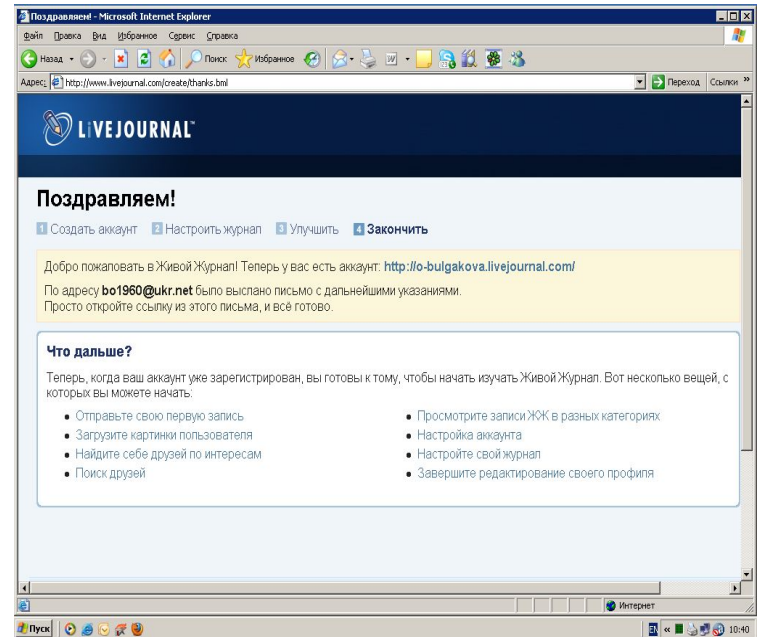 Поздравляем! - Microsoft Internet Explorer
Файл Правка Вид Избранное Сервис Справка
Назад Поиск Избранное
Адрес: http://www.livejournal.com/create/thanks.bml Переход Ссылки »
LIVEJOURNAL™
Поздравляем!
1 Создать аккаунт 2 Настроить журнал 3 Улучшить 4 Закончить
Добро пожаловать в Живой Журнал! Теперь у вас есть аккаунт: http://o-bulgakova.livejournal.com/
По адресу bo1960@ukr.net было выслано письмо с дальнейшими указаниями.
Просто откройте ссылку из этого письма, и всё готово.
Что дальше?
Теперь, когда ваш аккаунт уже зарегистрирован, вы готовы к тому, чтобы начать изучать Живой Журнал. Вот несколько вещей, с
которых вы можете начать:
• Отправьте свою первую запись
• Загрузите картинки пользователя
• Найдите себе друзей по интересам
• Поиск друзей
• Просмотрите записи ЖЖ в разных категориях
• Настройка аккаунта
• Настройте свой журнал
• Завершите редактирование своего профиля
Интернет
Пуск EN « 10:40